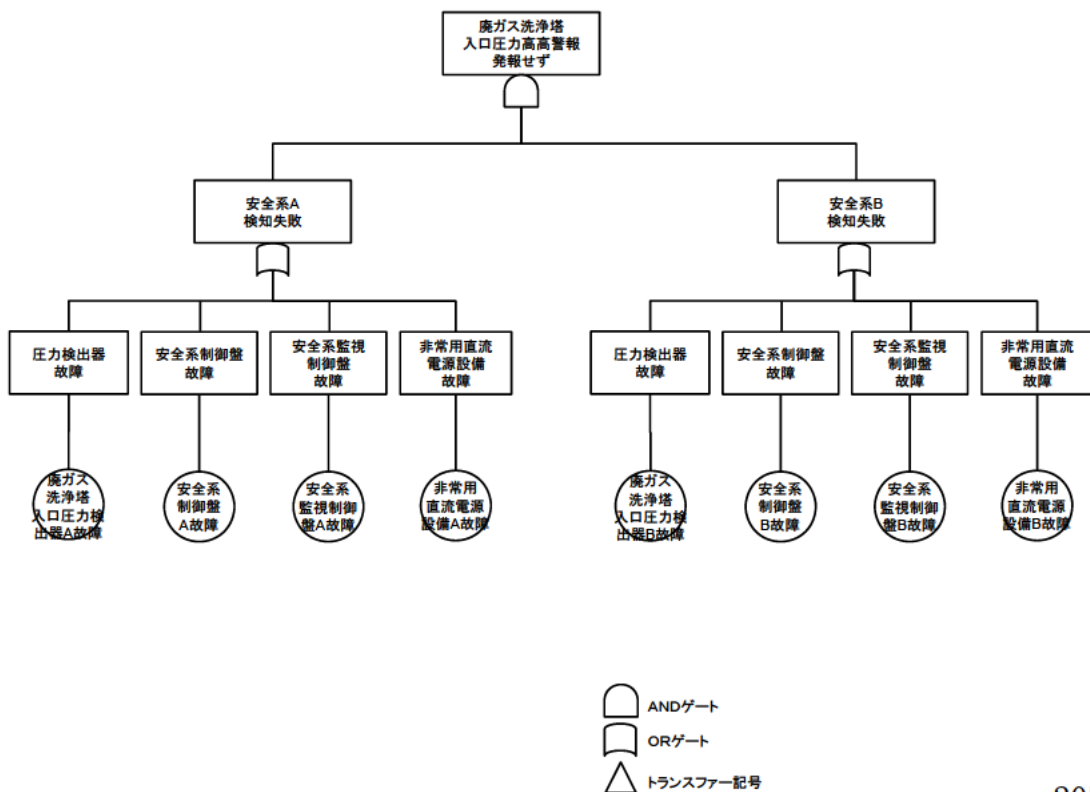 廃ガス洗浄塔
入口圧力高高警報
発報せず
安全系A
検知失敗
安全系B
検知失敗
圧力検出器
故障
安全系制御盤
故障
安全系監視
制御盤
故障
非常用直流
電源設備
故障
圧力検出器
故障
安全系制御盤
故障
安全系監視
制御盤
故障
非常用直流
電源設備
故障
廃ガス
洗浄塔
入口圧力検
出器A故障
安全系
制御盤
A故障
安全系
監視制御
盤A故障
非常用
直流電源
設備A故障
廃ガス
洗浄塔
入口圧力検
出器B故障
安全系
制御盤
B故障
安全系
監視制御
盤B故障
非常用
直流電源
設備B故障
ANDゲート
ORゲート
トランスファー記号